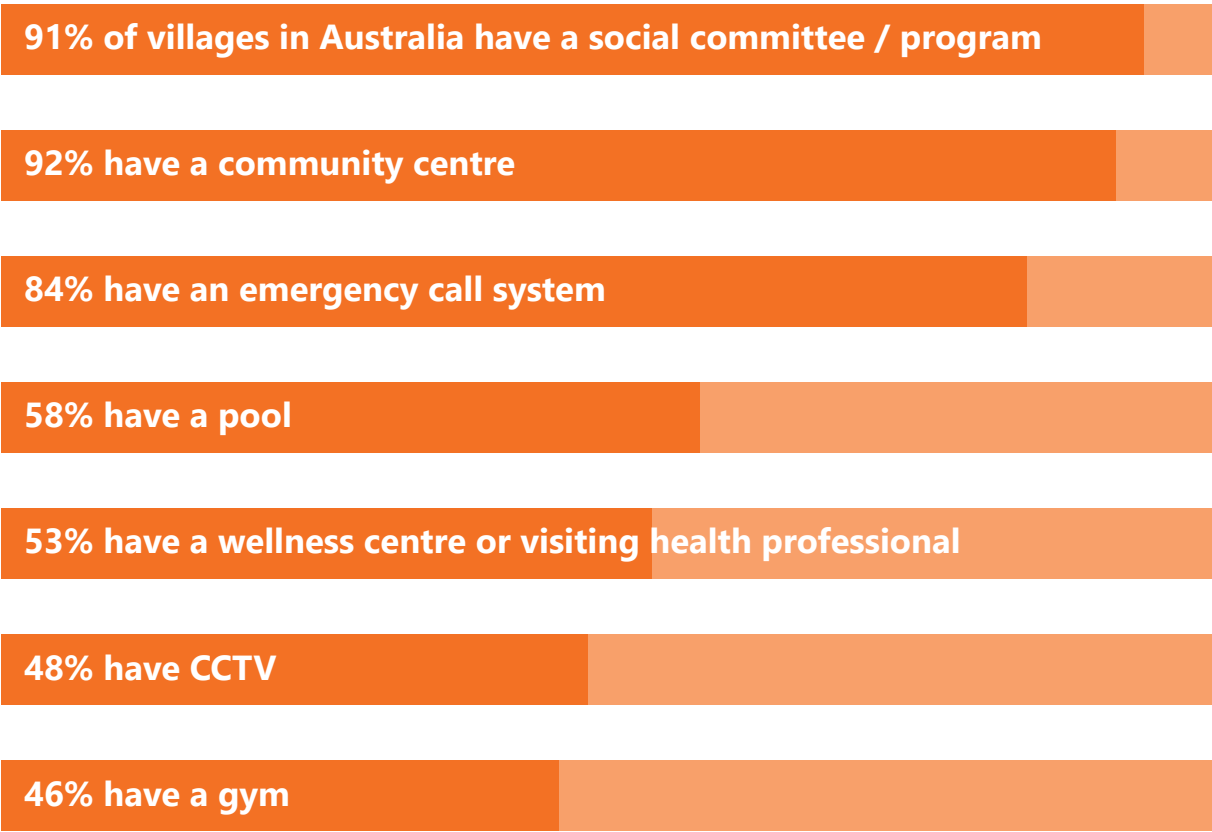 91% of villages in Australia have a social committee / program
92% have a community centre
84% have an emergency call system
58% have a pool
53% have a wellness centre or visiting health professional
48% have CCTV
46% have a gym